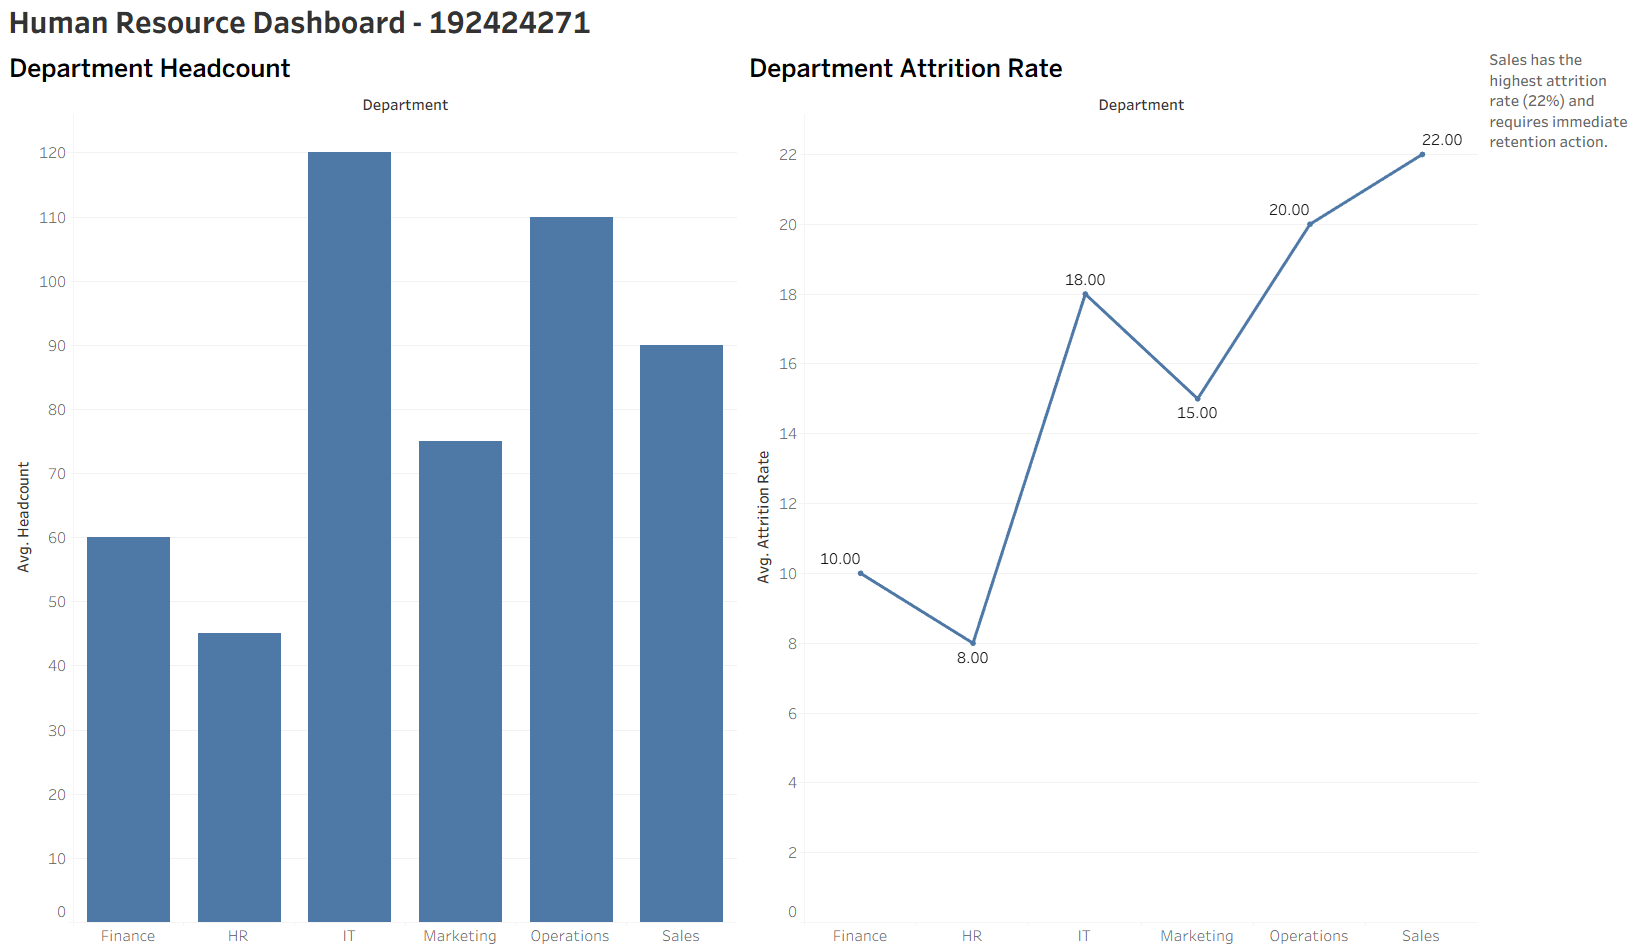 Human Resource Dashboard - 192424271
Department Headcount
Department
Avg. Headcount
120
110
100
90
80
70
60
50
40
30
20
10
0
Finance
HR
IT
Marketing
Operations
Sales
Department Attrition Rate
Department
Avg. Attrition Rate
22
20
18
16
14
12
10
8
6
4
2
0
10.00
8.00
18.00
15.00
20.00
22.00
Finance
HR
IT
Marketing
Operations
Sales
Sales has the
highest attrition
rate (22%) and
requires immediate
retention action.